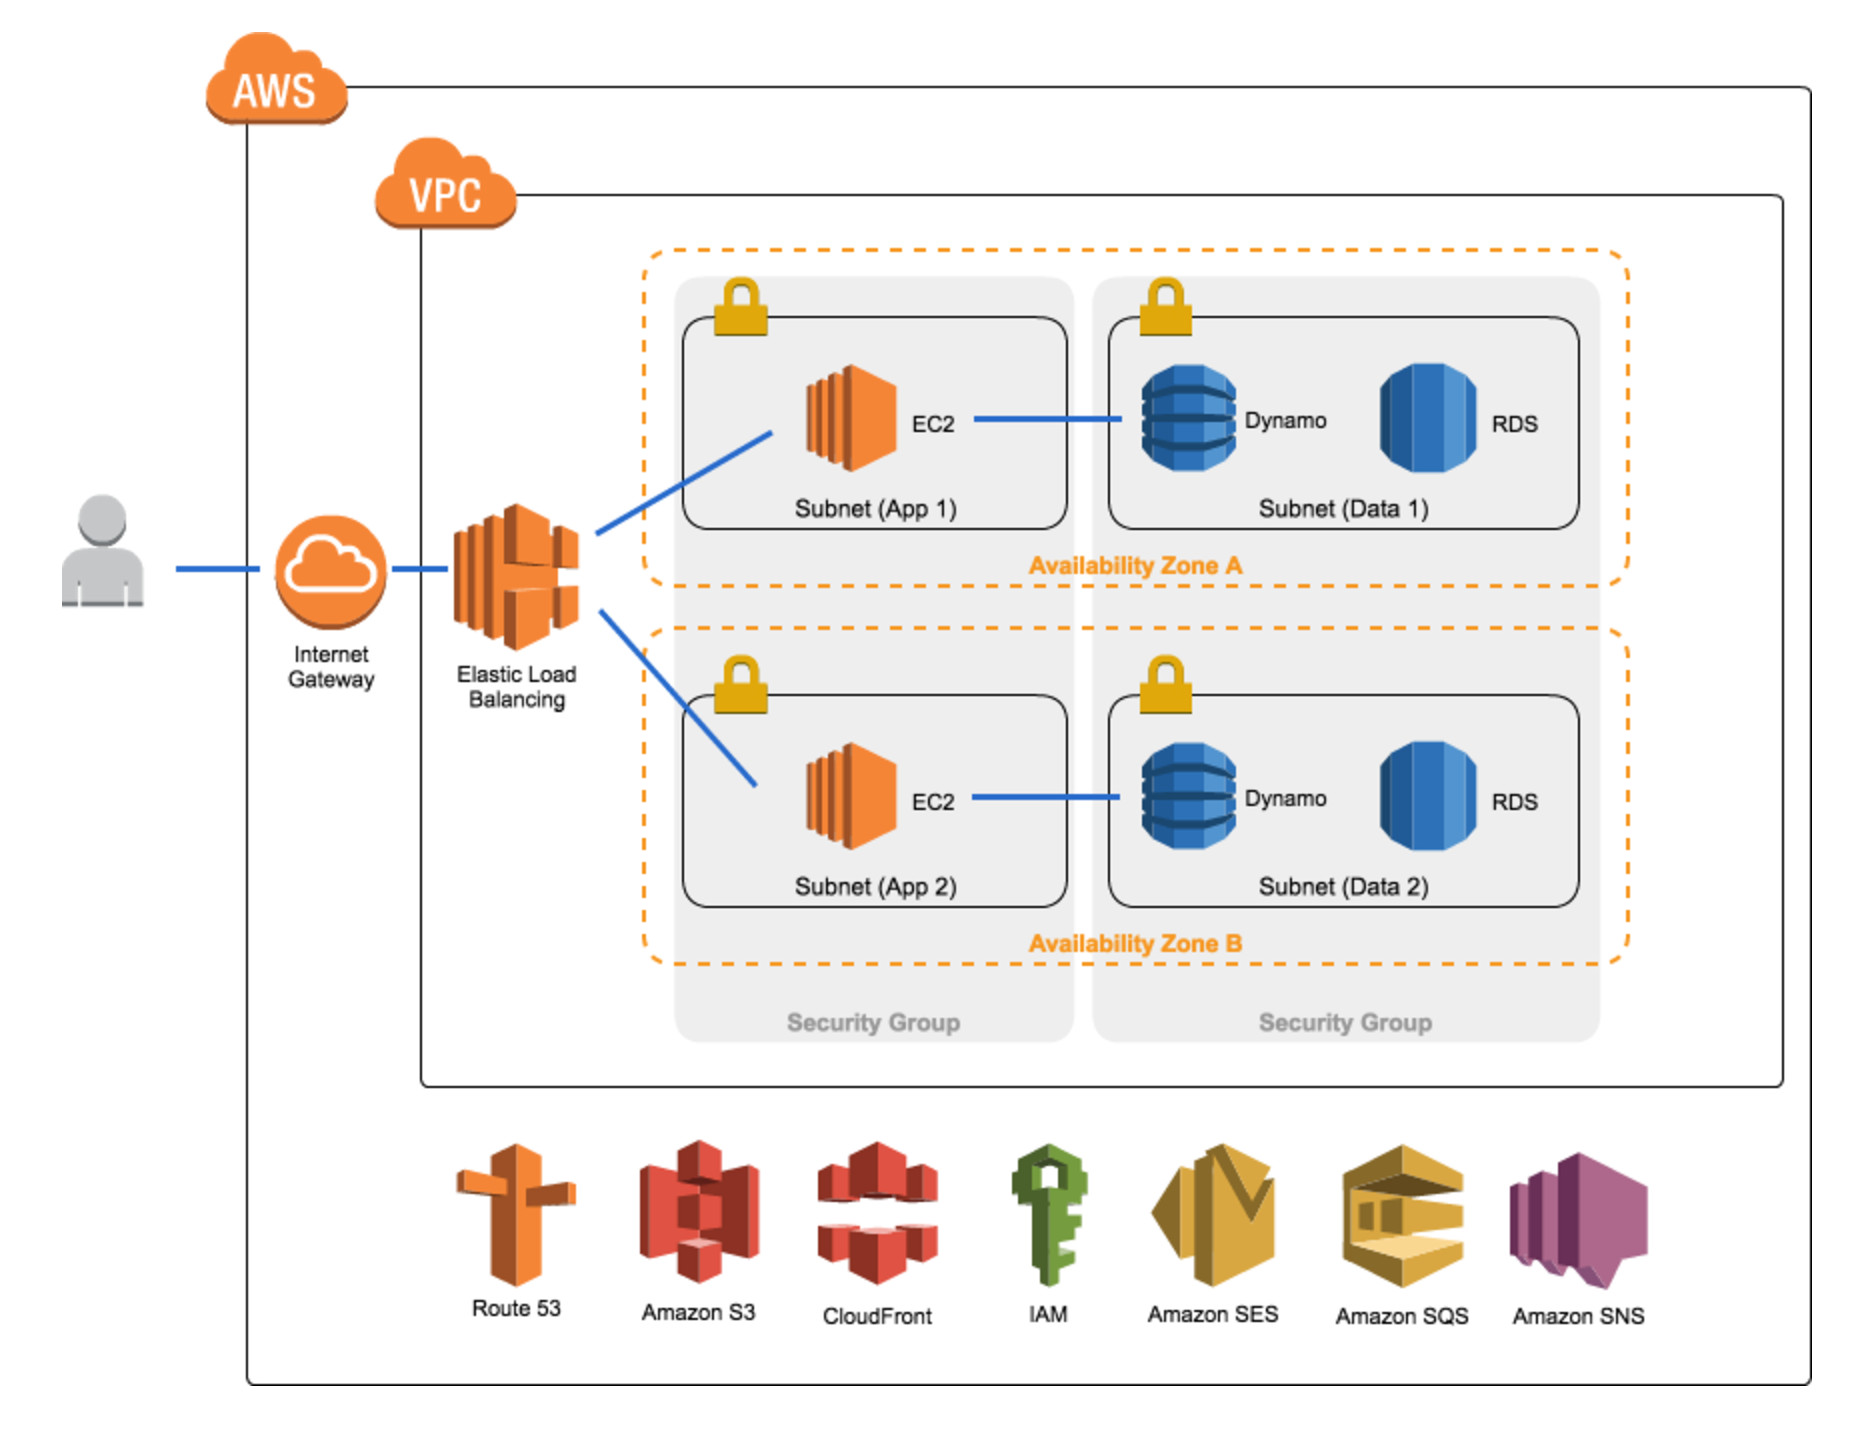 AWS
VPC
EC2
Dynamo
RDS
Subnet (App 1)
Subnet (Data 1)
Availability Zone A
Internet
Gateway
Elastic Load
Balancing
EC2
Dynamo
RDS
Subnet (App 2)
Subnet (Data 2)
Availability Zone B
Security Group
Security Group
Route 53
Amazon S3
CloudFront
IAM
Amazon SES
Amazon SQS
Amazon SNS